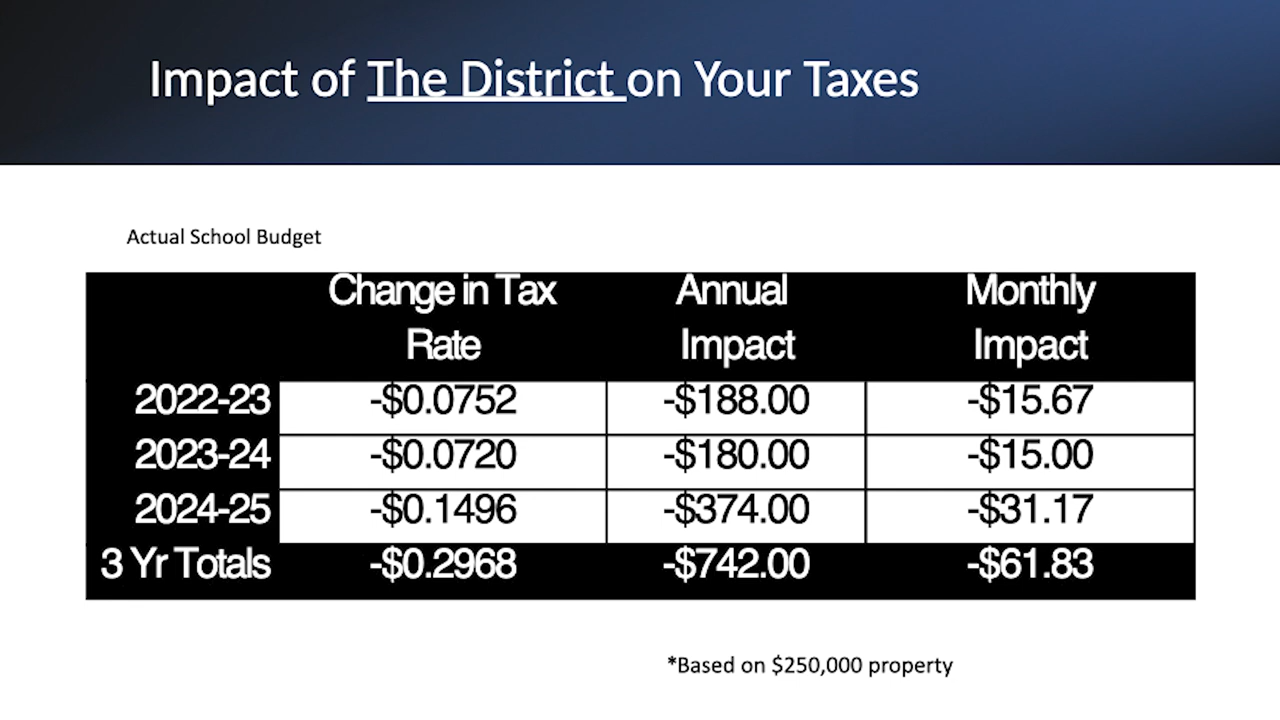 Impact of The District on Your Taxes
Actual School Budget
Change in Tax Rate Annual Impact Monthly Impact
2022-23 -$0.0752 -$188.00 -$15.67
2023-24 -$0.0720 -$180.00 -$15.00
2024-25 -$0.1496 -$374.00 -$31.17
3 Yr Totals -$0.2968 -$742.00 -$61.83
*Based on $250,000 property